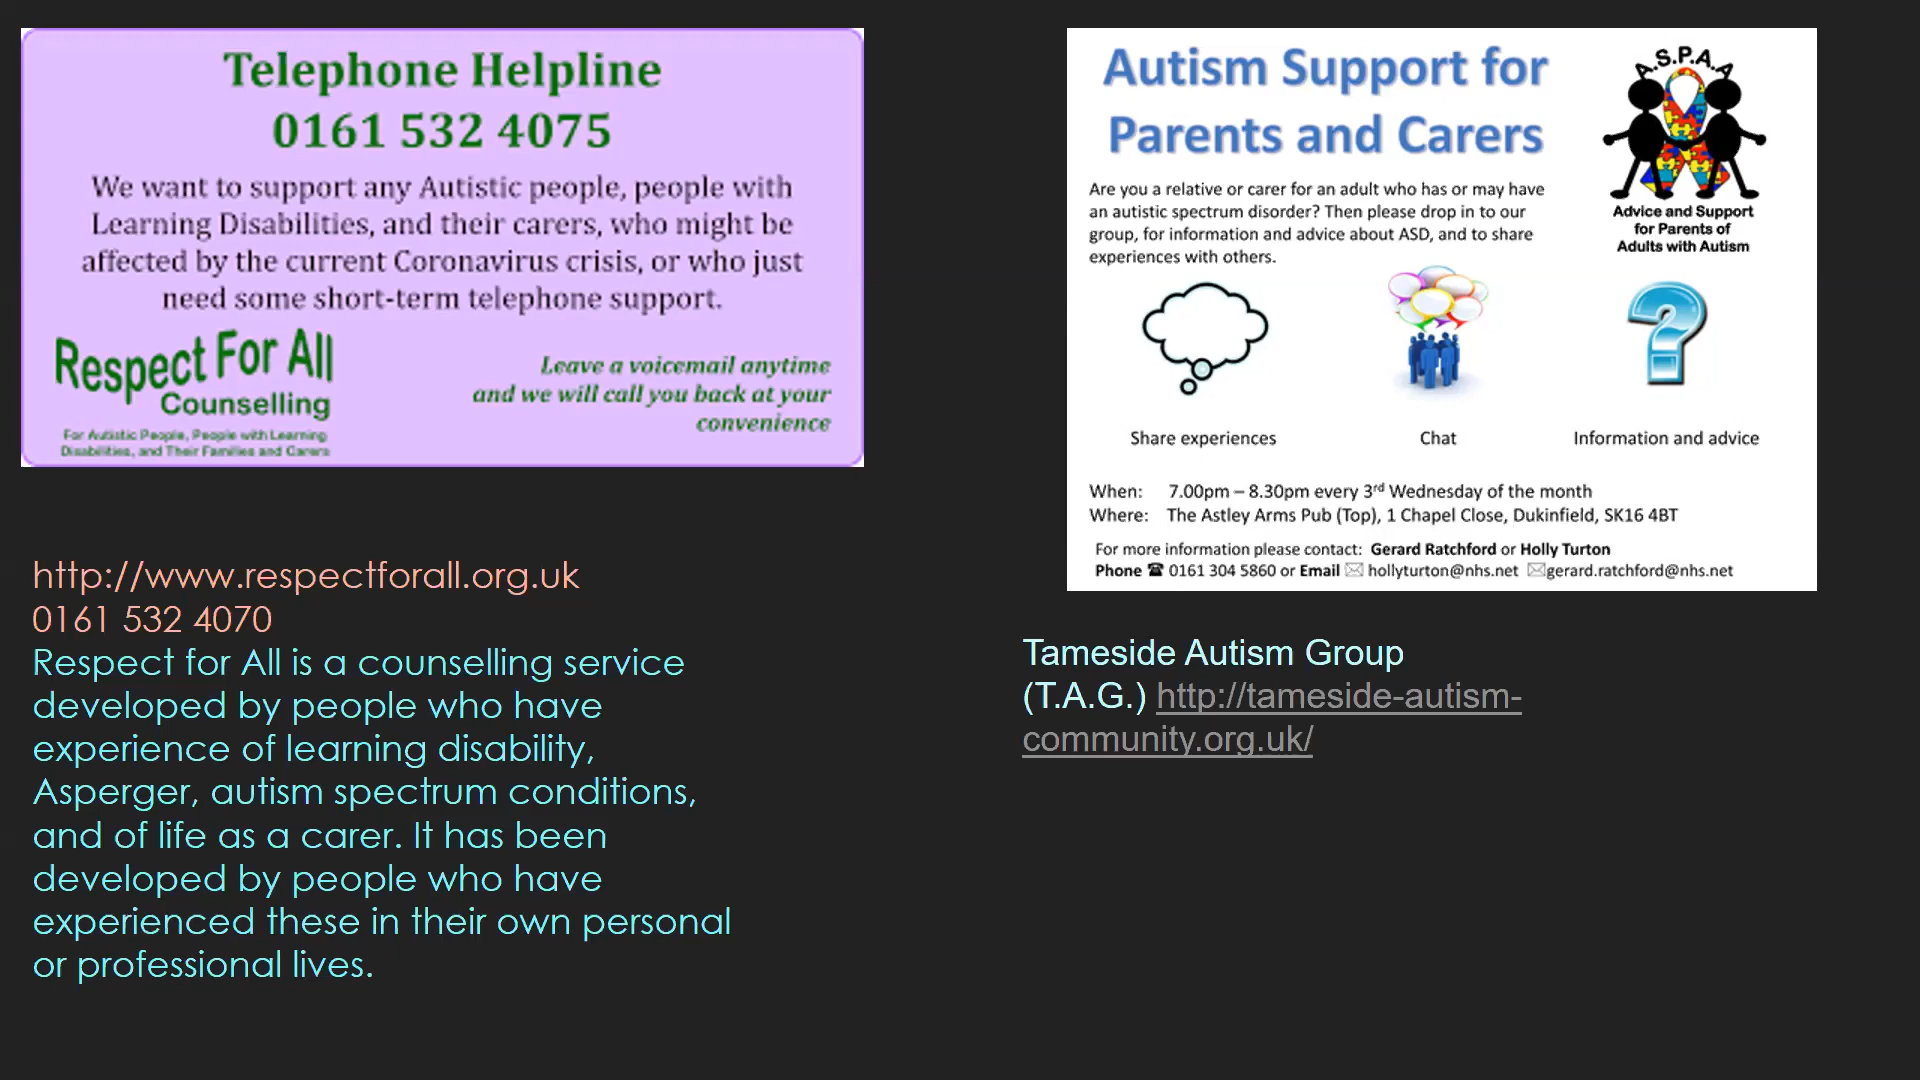 Telephone Helpline
0161 532 4075
We want to support any Autistic people, people with
Learning Disabilities, and their carers, who might be
affected by the current Coronavirus crisis, or who just
need some short-term telephone support.
Respect For All
Counselling
For Autistic People, People with Learning
Disabilities, and Their Families and Carers
Leave a voicemail anytime
and we will call you back at your
convenience
http://www.respectforall.org.uk
0161 532 4070
Respect for All is a counselling service
developed by people who have
experience of learning disability,
Asperger, autism spectrum conditions,
and of life as a carer. It has been
developed by people who have
experienced these in their own personal
or professional lives.
Autism Support for
Parents and Carers
A.S.P.A.A
Advice and Support
for Parents of
Adults with Autism
Are you a relative or carer for an adult who has or may have
an autistic spectrum disorder? Then please drop in to our
group, for information and advice about ASD, and to share
experiences with others.
Share experiences
Chat
Information and advice
When: 7.00pm – 8.30pm every 3rd Wednesday of the month
Where: The Astley Arms Pub (Top), 1 Chapel Close, Dukinfield, SK16 4BT
For more information please contact: Gerard Ratchford or Holly Turton
Phone ☎ 0161 304 5860 or Email ✉ hollyturton@nhs.net ✉gerard.ratchford@nhs.net
Tameside Autism Group
(T.A.G.) http://tameside-autism-
community.org.uk/